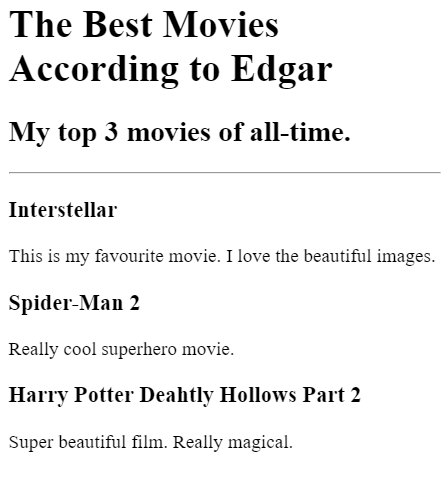 The Best Movies
According to Edgar
My top 3 movies of all-time.
Interstellar
This is my favourite movie. I love the beautiful images.
Spider-Man 2
Really cool superhero movie.
Harry Potter Deahtly Hollows Part 2
Super beautiful film. Really magical.